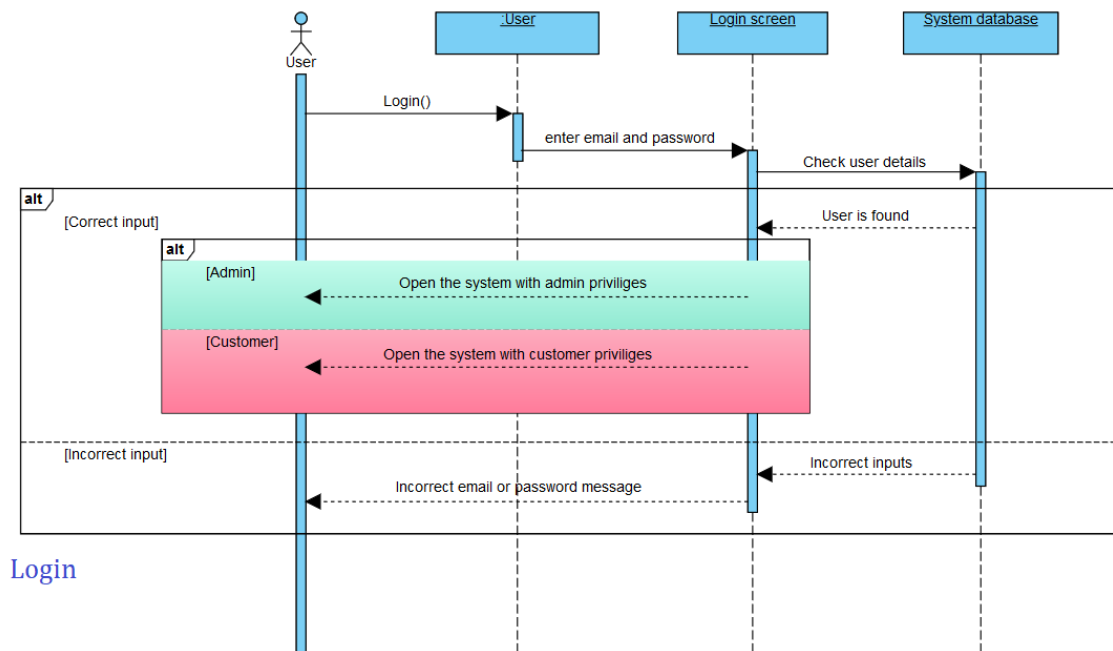 :User
Login screen
System database
User
Login()
enter email and password
Check user details
alt
[Correct input]
User is found
alt
[Admin]
Open the system with admin priviliges
[Customer]
Open the system with customer priviliges
[Incorrect input]
Incorrect inputs
Incorrect email or password message
Login